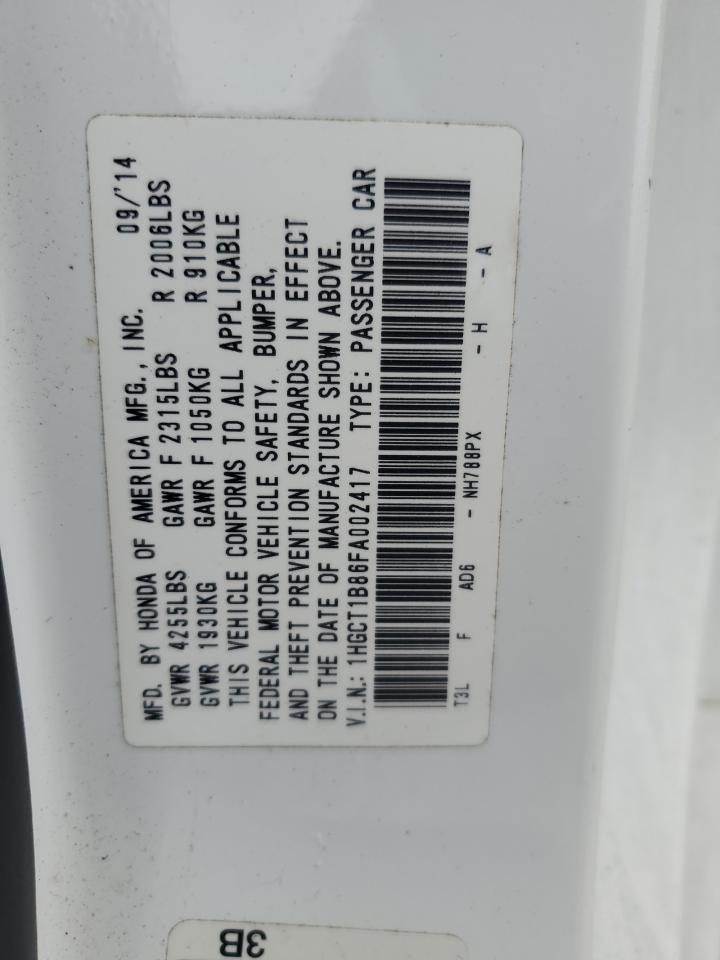 MFD. BY HONDA OF AMERICA MFG., INC. 09/'14
GVWR 4255LBS GAWR F 2315LBS R 2006LBS
GVWR 1930KG GAWR F 1050KG R 910KG
THIS VEHICLE CONFORMS TO ALL APPLICABLE
FEDERAL MOTOR VEHICLE SAFETY, BUMPER,
AND THEFT PREVENTION STANDARDS IN EFFECT
ON THE DATE OF MANUFACTURE SHOWN ABOVE.
V.I.N.: 1HGCT1B86FA002417 TYPE: PASSENGER CAR
T3L F AD6 - NH788PX - H - A
3B